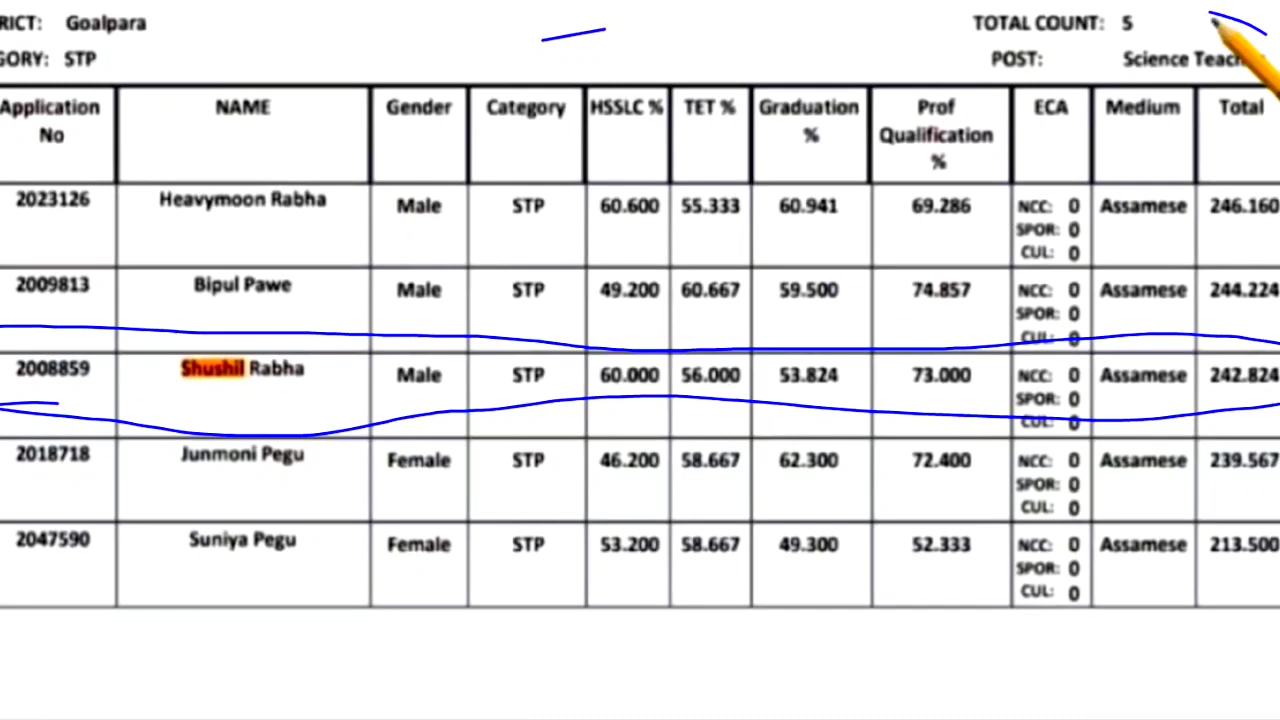 RICT: Goalpara TOTAL COUNT: 5
GORY: STP POST: Science Teac
Application No NAME Gender Category HSSLC % TET % Graduation % Prof Qualification % ECA Medium Total
2023126 Heavymoon Rabha Male STP 60.600 55.333 60.941 69.286 NCC: 0 Assamese 246.160
SPOR: 0
CUL: 0
2009813 Bipul Pawe Male STP 49.200 60.667 59.500 74.857 NCC: 0 Assamese 244.224
SPOR: 0
CUL: 0
2008859 Shushil Rabha Male STP 60.000 56.000 53.824 73.000 NCC: 0 Assamese 242.824
SPOR: 0
CUL: 0
2018718 Junmoni Pegu Female STP 46.200 58.667 62.300 72.400 NCC: 0 Assamese 239.567
SPOR: 0
CUL: 0
2047590 Suniya Pegu Female STP 53.200 58.667 49.300 52.333 NCC: 0 Assamese 213.500
SPOR: 0
CUL: 0